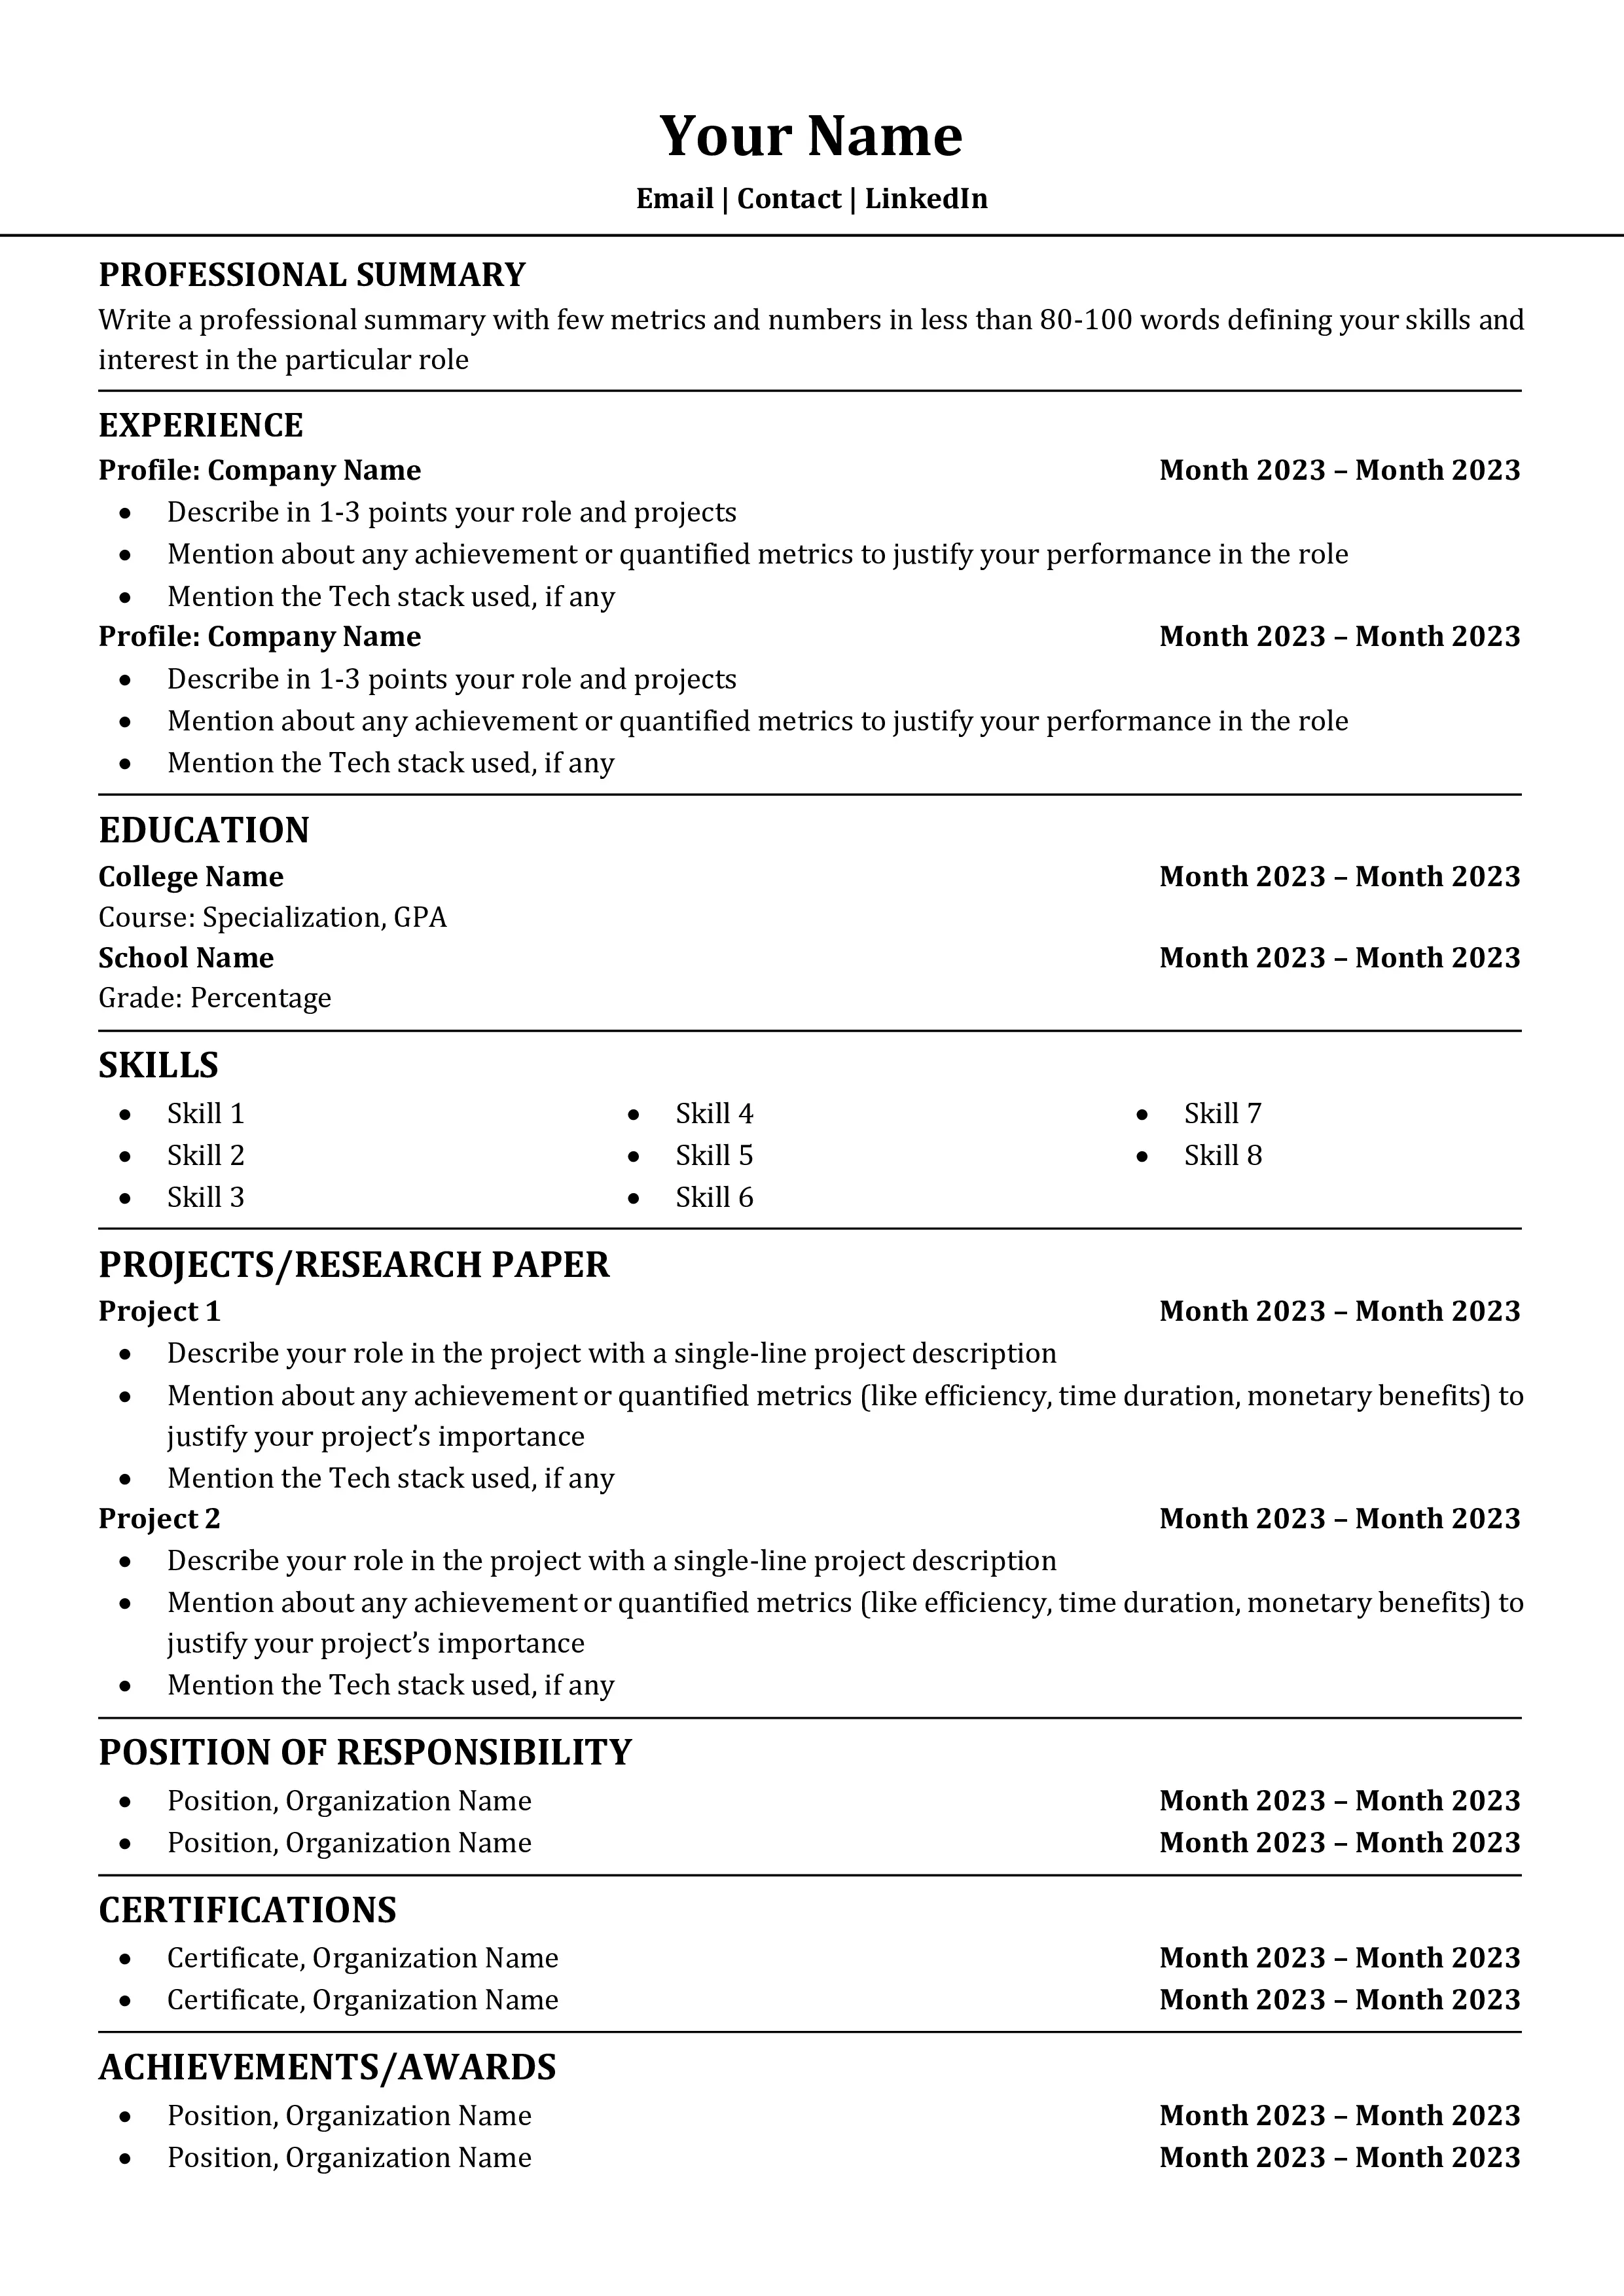 Your Name
Email | Contact | LinkedIn
PROFESSIONAL SUMMARY
Write a professional summary with few metrics and numbers in less than 80-100 words defining your skills and
interest in the particular role
EXPERIENCE
Profile: Company Name Month 2023 – Month 2023
• Describe in 1-3 points your role and projects
• Mention about any achievement or quantified metrics to justify your performance in the role
• Mention the Tech stack used, if any
Profile: Company Name Month 2023 – Month 2023
• Describe in 1-3 points your role and projects
• Mention about any achievement or quantified metrics to justify your performance in the role
• Mention the Tech stack used, if any
EDUCATION
College Name Month 2023 – Month 2023
Course: Specialization, GPA
School Name Month 2023 – Month 2023
Grade: Percentage
SKILLS
• Skill 1 • Skill 4 • Skill 7
• Skill 2 • Skill 5 • Skill 8
• Skill 3 • Skill 6
PROJECTS/RESEARCH PAPER
Project 1 Month 2023 – Month 2023
• Describe your role in the project with a single-line project description
• Mention about any achievement or quantified metrics (like efficiency, time duration, monetary benefits) to
justify your project’s importance
• Mention the Tech stack used, if any
Project 2 Month 2023 – Month 2023
• Describe your role in the project with a single-line project description
• Mention about any achievement or quantified metrics (like efficiency, time duration, monetary benefits) to
justify your project’s importance
• Mention the Tech stack used, if any
POSITION OF RESPONSIBILITY
• Position, Organization Name Month 2023 – Month 2023
• Position, Organization Name Month 2023 – Month 2023
CERTIFICATIONS
• Certificate, Organization Name Month 2023 – Month 2023
• Certificate, Organization Name Month 2023 – Month 2023
ACHIEVEMENTS/AWARDS
• Position, Organization Name Month 2023 – Month 2023
• Position, Organization Name Month 2023 – Month 2023